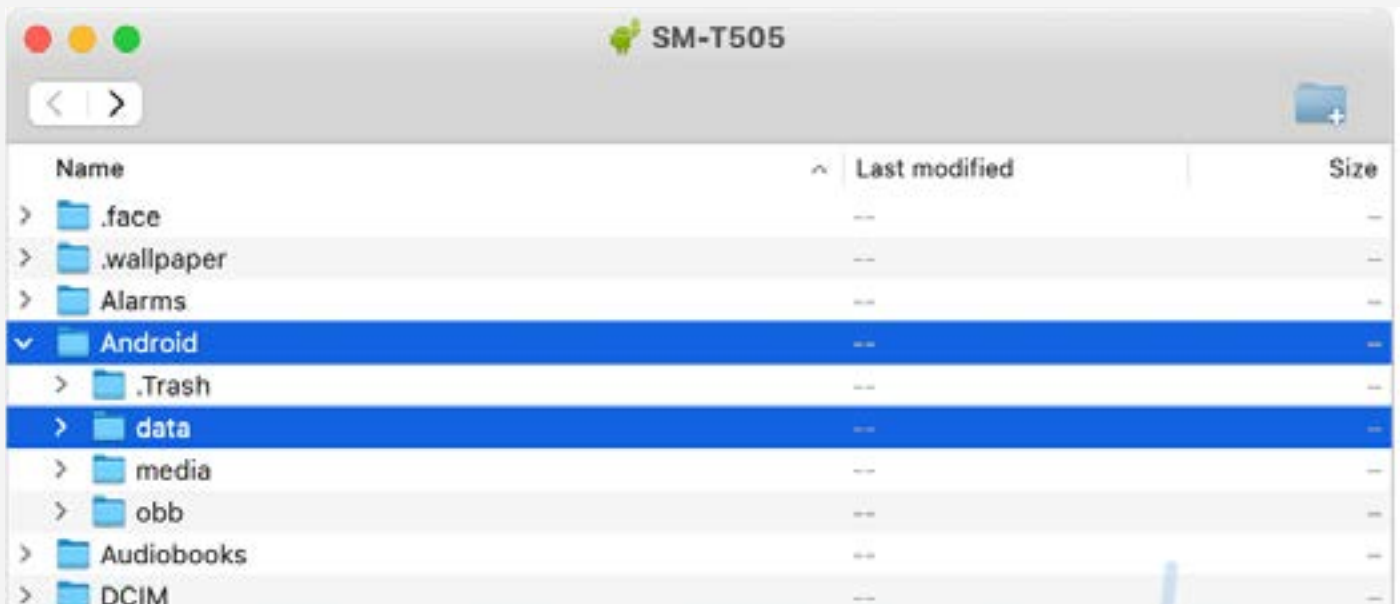 SM-T505
Name Last modified Size
.face -- --
.wallpaper -- --
Alarms -- --
Android -- --
.Trash -- --
data -- --
media -- --
obb -- --
Audiobooks -- --
DCIM -- --